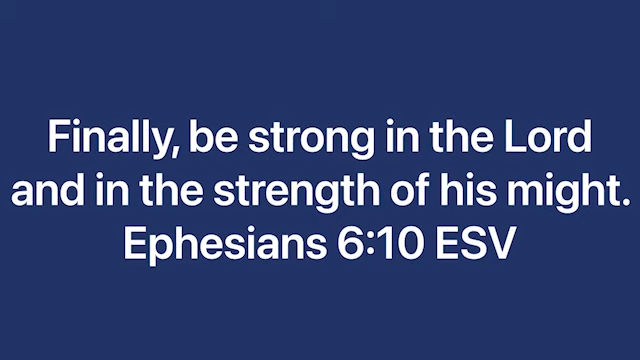 Finally, be strong in the Lord
and in the strength of his might.
Ephesians 6:10 ESV